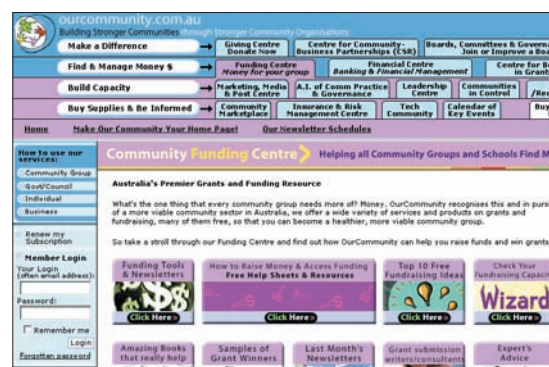 ourcommunity.com.au
Building Stronger Communities through Stronger Community Organisations
Make a Difference
Giving Centre
Donate Now
Centre for Community-
Business Partnerships (CSR)
Boards, Committees & Governa
Join or Improve a Boa
Find & Manage Money $
Funding Centre
Money for your group
Financial Centre
Banking & Financial Management
Centre for B
in Grant
Build Capacity
Marketing, Media
& Post Centre
A.I. of Comm Practice
& Governance
Leadership
Centre
Communities
in Control
/Re
Buy Supplies & Be Informed
Community
Marketplace
Insurance & Risk
Management Centre
Tech
Community
Calendar of
Key Events
Buy
Home Make Our Community Your Home Page! Our Newsletter Schedules
How to use our
services:
Community Group
Govt/Council
Individual
Business
Renew my
Subscription
Member Login
Your Login
(often email address):
Password:
Remember me
Login
Forgotten password
Community Funding Centre Helping all Community Groups and Schools Find M
Australia's Premier Grants and Funding Resource
What's the one thing that every community group needs more of? Money. OurCommunity recognises this and in purs
of a more viable community sector in Australia, we offer a wide variety of services and products on grants and
fundraising, many of them free, so that you can become a healthier, more viable community group.
So take a stroll through our Funding Centre and find out how OurCommunity can help you raise funds and win grants
Funding Tools
& Newsletters
Click Here
How to Raise Money & Access Funding
Free Help Sheets & Resources
Click Here
Top 10 Free
Fundraising Ideas
Click Here
Check Your
Fundraising Capaci
Wizard
Click Here
Amazing Books
that really help
Samples of
Grant Winners
Last Month's
Newsletters
Grant submission
writers/consultants
Expert's
Advice